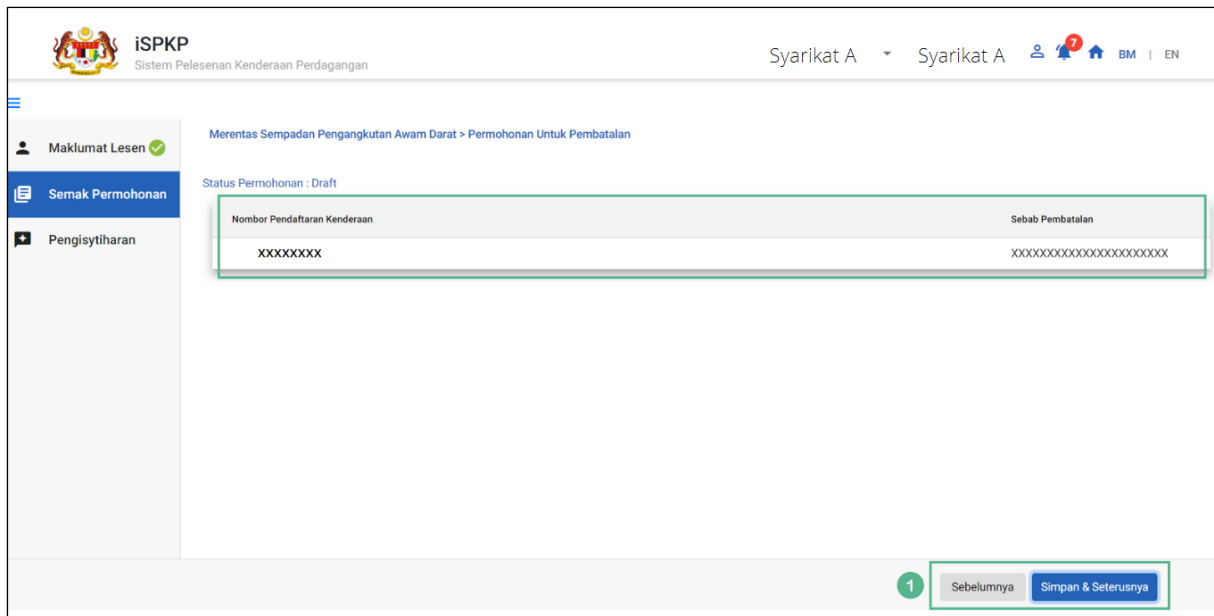 iSPKP
Sistem Pelesenan Kenderaan Perdagangan
Syarikat A Syarikat A 7 BM | EN
Maklumat Lesen
Semak Permohonan
Pengisytiharan
Merentas Sempadan Pengangkutan Awam Darat > Permohonan Untuk Pembatalan
Status Permohonan : Draft
Nombor Pendaftaran Kenderaan Sebab Pembatalan
XXXXXXXX XXXXXXXXXXXXXXXXXXXXXX
1 Sebelumnya Simpan & Seterusnya